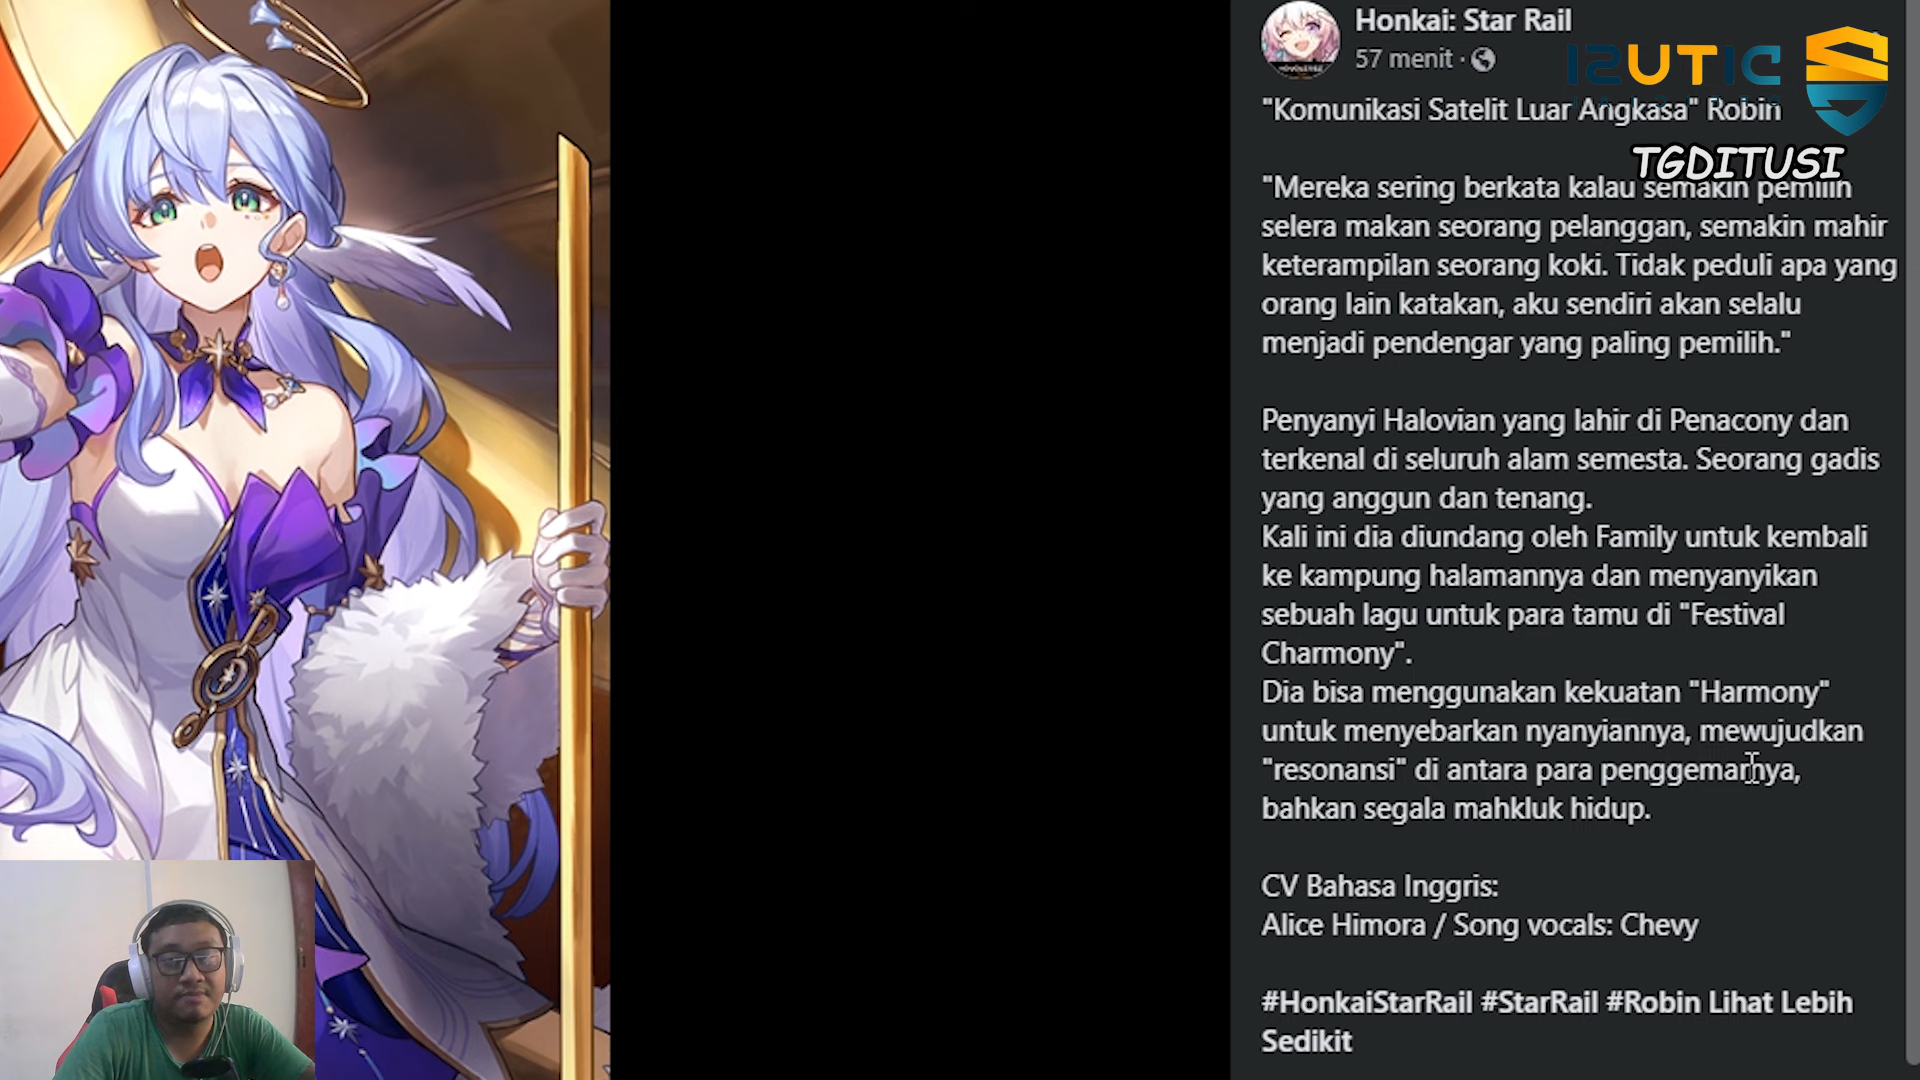 Honkai: Star Rail
57 menit ·
"Komunikasi Satelit Luar Angkasa" Robin
TGDITUSI
"Mereka sering berkata kalau semakin pemilih
selera makan seorang pelanggan, semakin mahir
keterampilan seorang koki. Tidak peduli apa yang
orang lain katakan, aku sendiri akan selalu
menjadi pendengar yang paling pemilih."
Penyanyi Halovian yang lahir di Penacony dan
terkenal di seluruh alam semesta. Seorang gadis
yang anggun dan tenang.
Kali ini dia diundang oleh Family untuk kembali
ke kampung halamannya dan menyanyikan
sebuah lagu untuk para tamu di "Festival
Charmony".
Dia bisa menggunakan kekuatan "Harmony"
untuk menyebarkan nyanyiannya, mewujudkan
"resonansi" di antara para penggemarnya,
bahkan segala mahkluk hidup.
CV Bahasa Inggris:
Alice Himora / Song vocals: Chevy
#HonkaiStarRail #StarRail #Robin Lihat Lebih
Sedikit